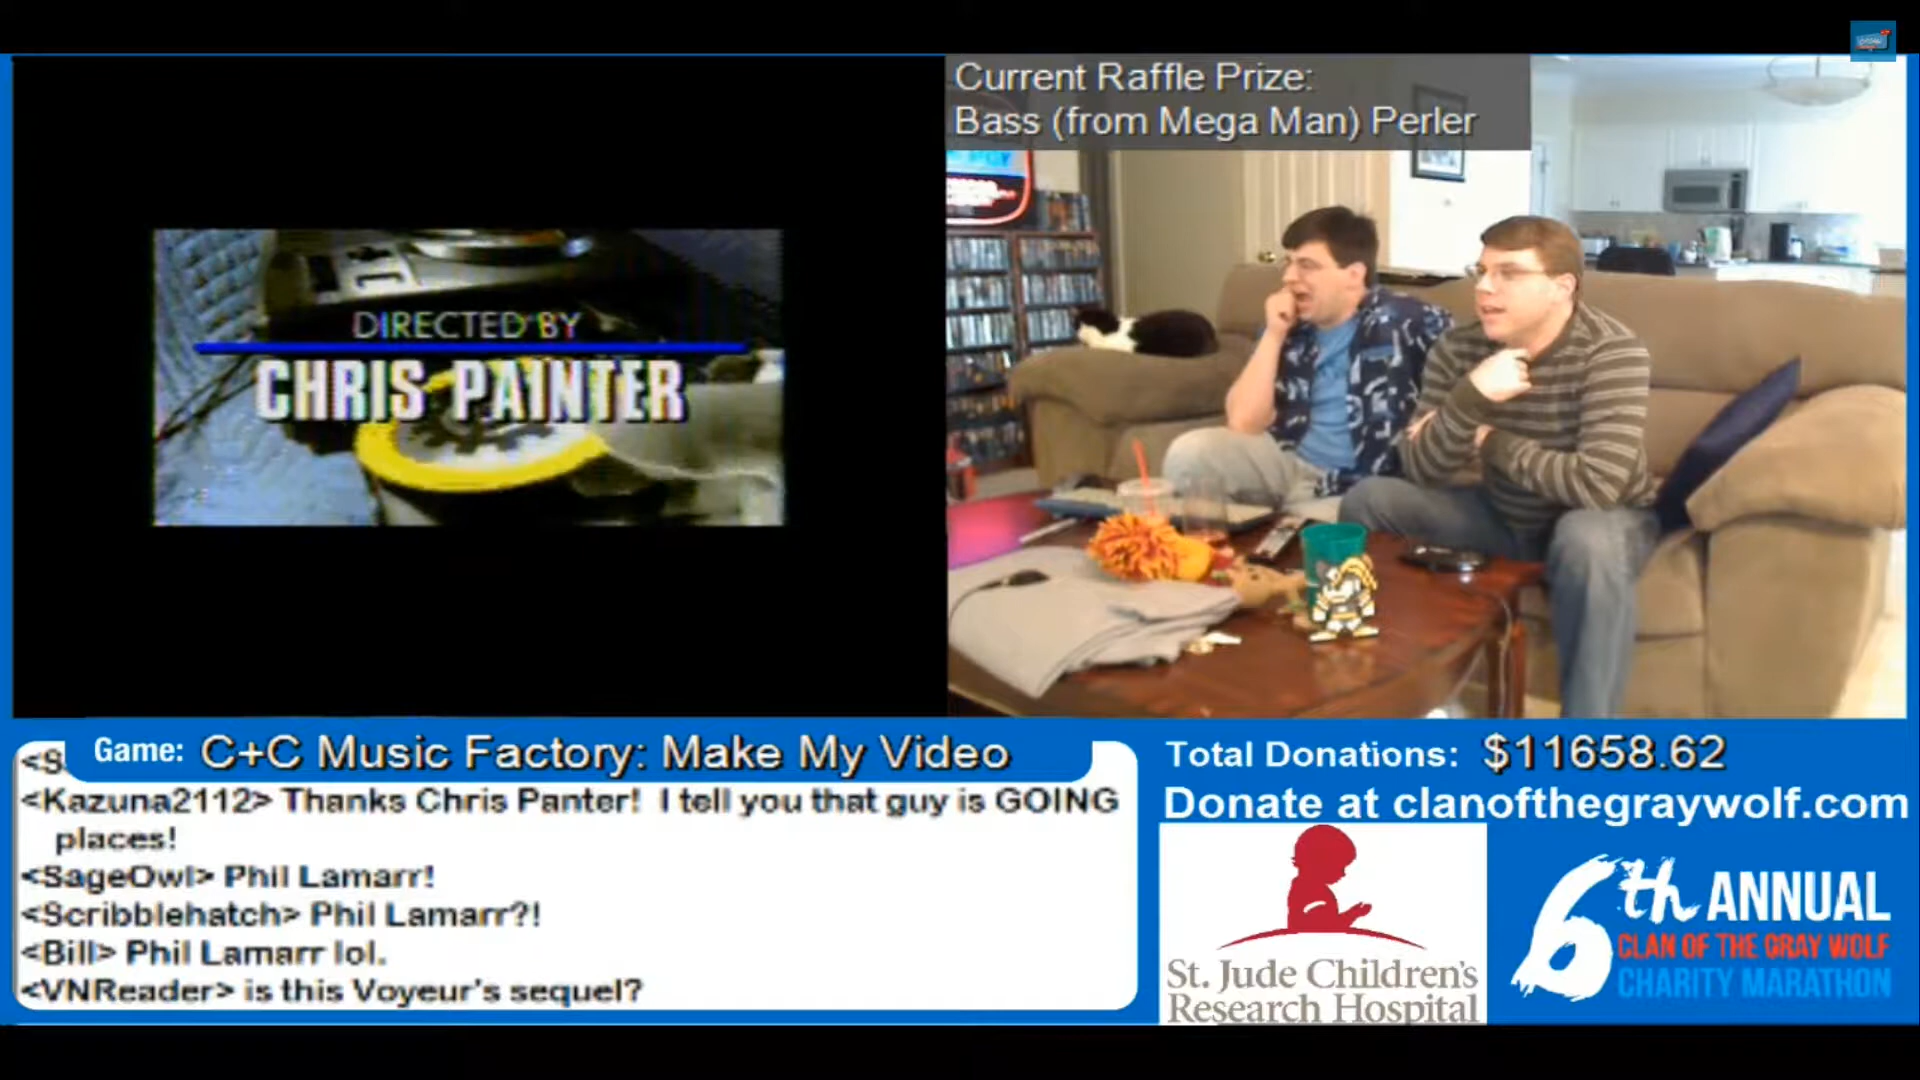 Current Raffle Prize:
Bass (from Mega Man) Perler
DIRECTED BY
CHRIS PAINTER
Game: C+C Music Factory: Make My Video
<S
<Kazuna2112> Thanks Chris Panter! I tell you that guy is GOING
places!
<SageOwl> Phil Lamarr!
<Scribblehatch> Phil Lamarr?!
<Bill> Phil Lamarr lol.
<VNReader> is this Voyeur's sequel?
Total Donations: $11658.62
Donate at clanofthegraywolf.com
St. Jude Children's
Research Hospital
6th ANNUAL
CLAN OF THE GRAY WOLF
CHARITY MARATHON